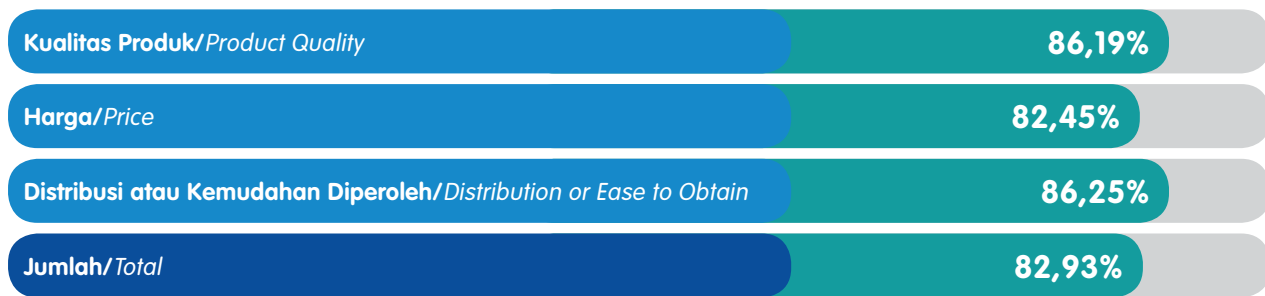 Kualitas Produk/Product Quality 86,19%
Harga/Price 82,45%
Distribusi atau Kemudahan Diperoleh/Distribution or Ease to Obtain 86,25%
Jumlah/Total 82,93%